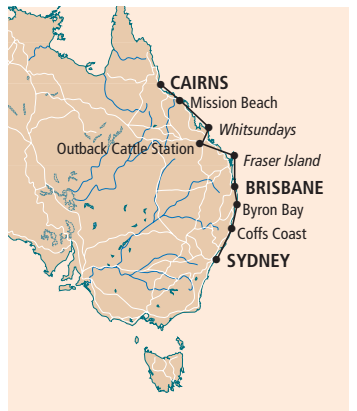 CAIRNS
Mission Beach
Whitsundays
Outback Cattle Station
Fraser Island
BRISBANE
Byron Bay
Coffs Coast
SYDNEY